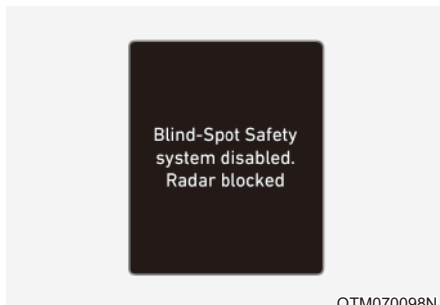 Blind-Spot Safety
system disabled.
Radar blocked
OTM070098N